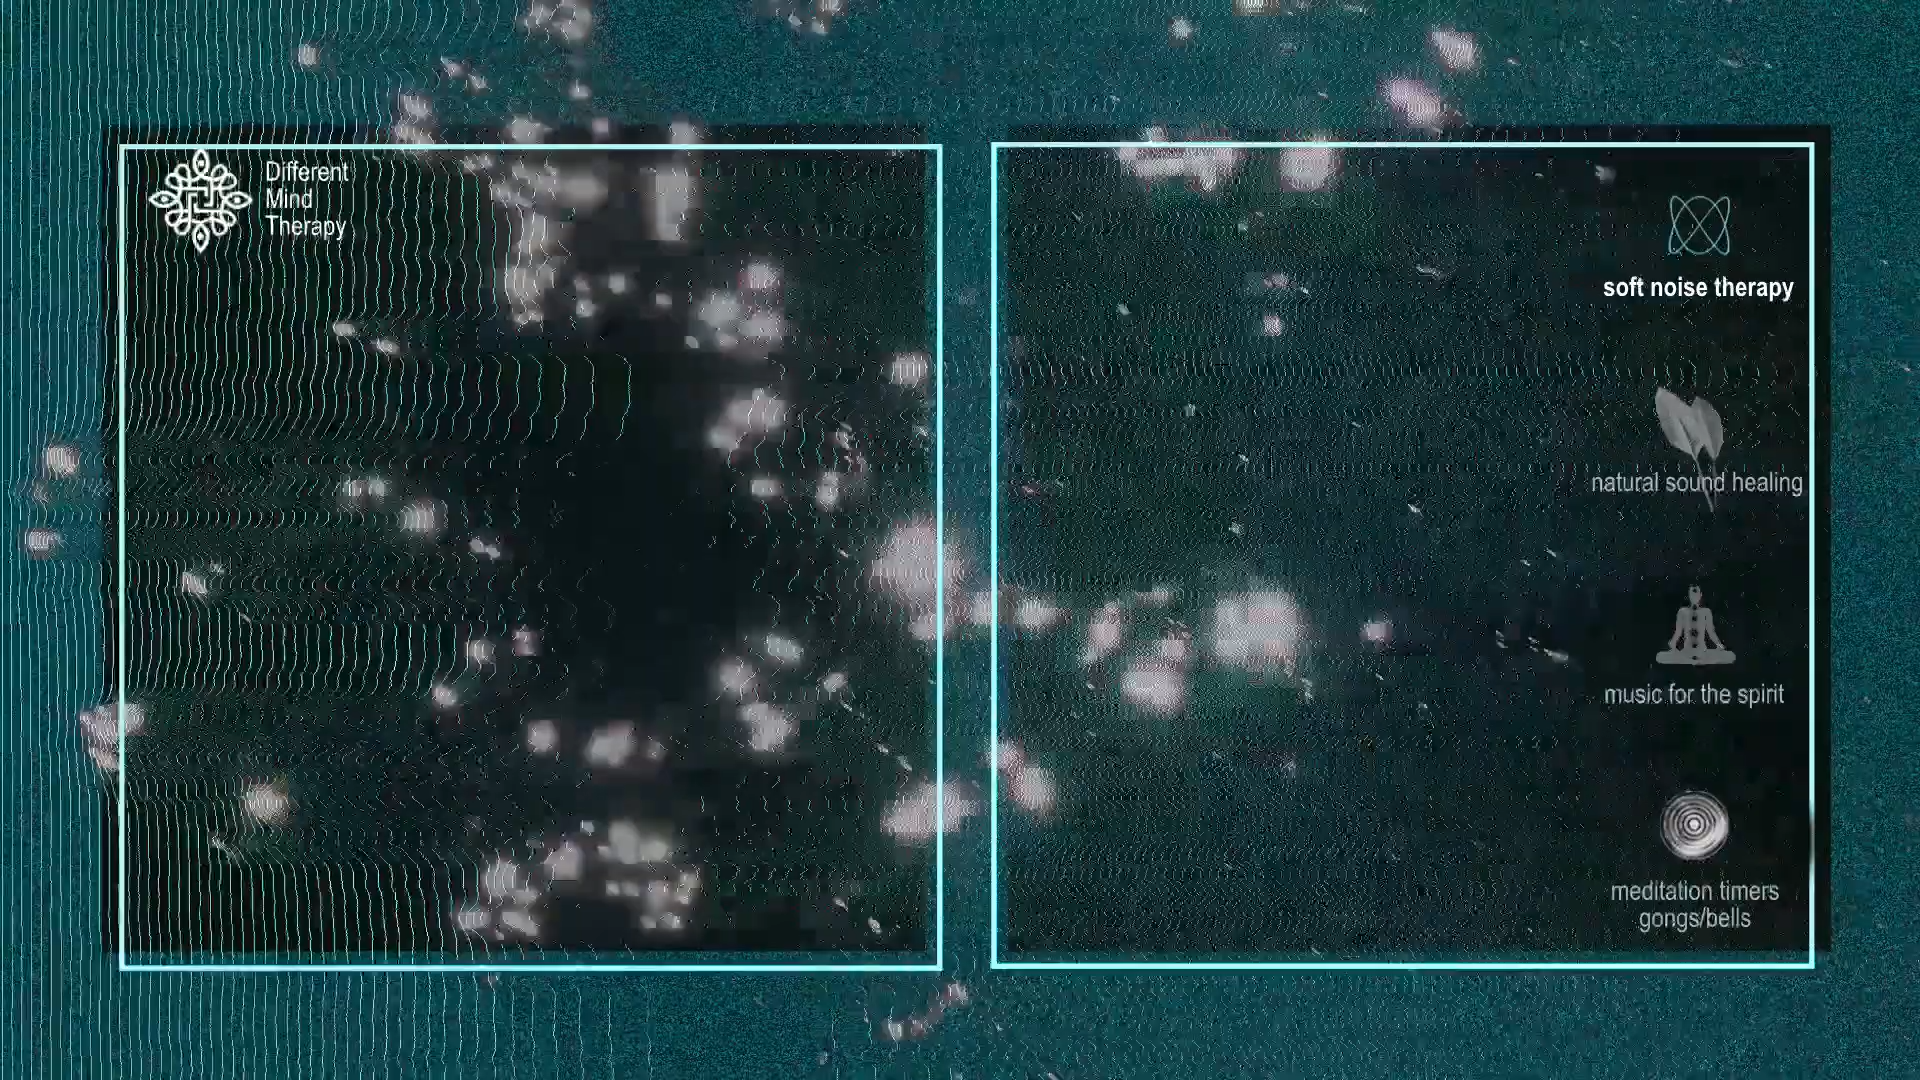 Different
Mind
Therapy
soft noise therapy
natural sound healing
music for the spirit
meditation timers
gongs/bells